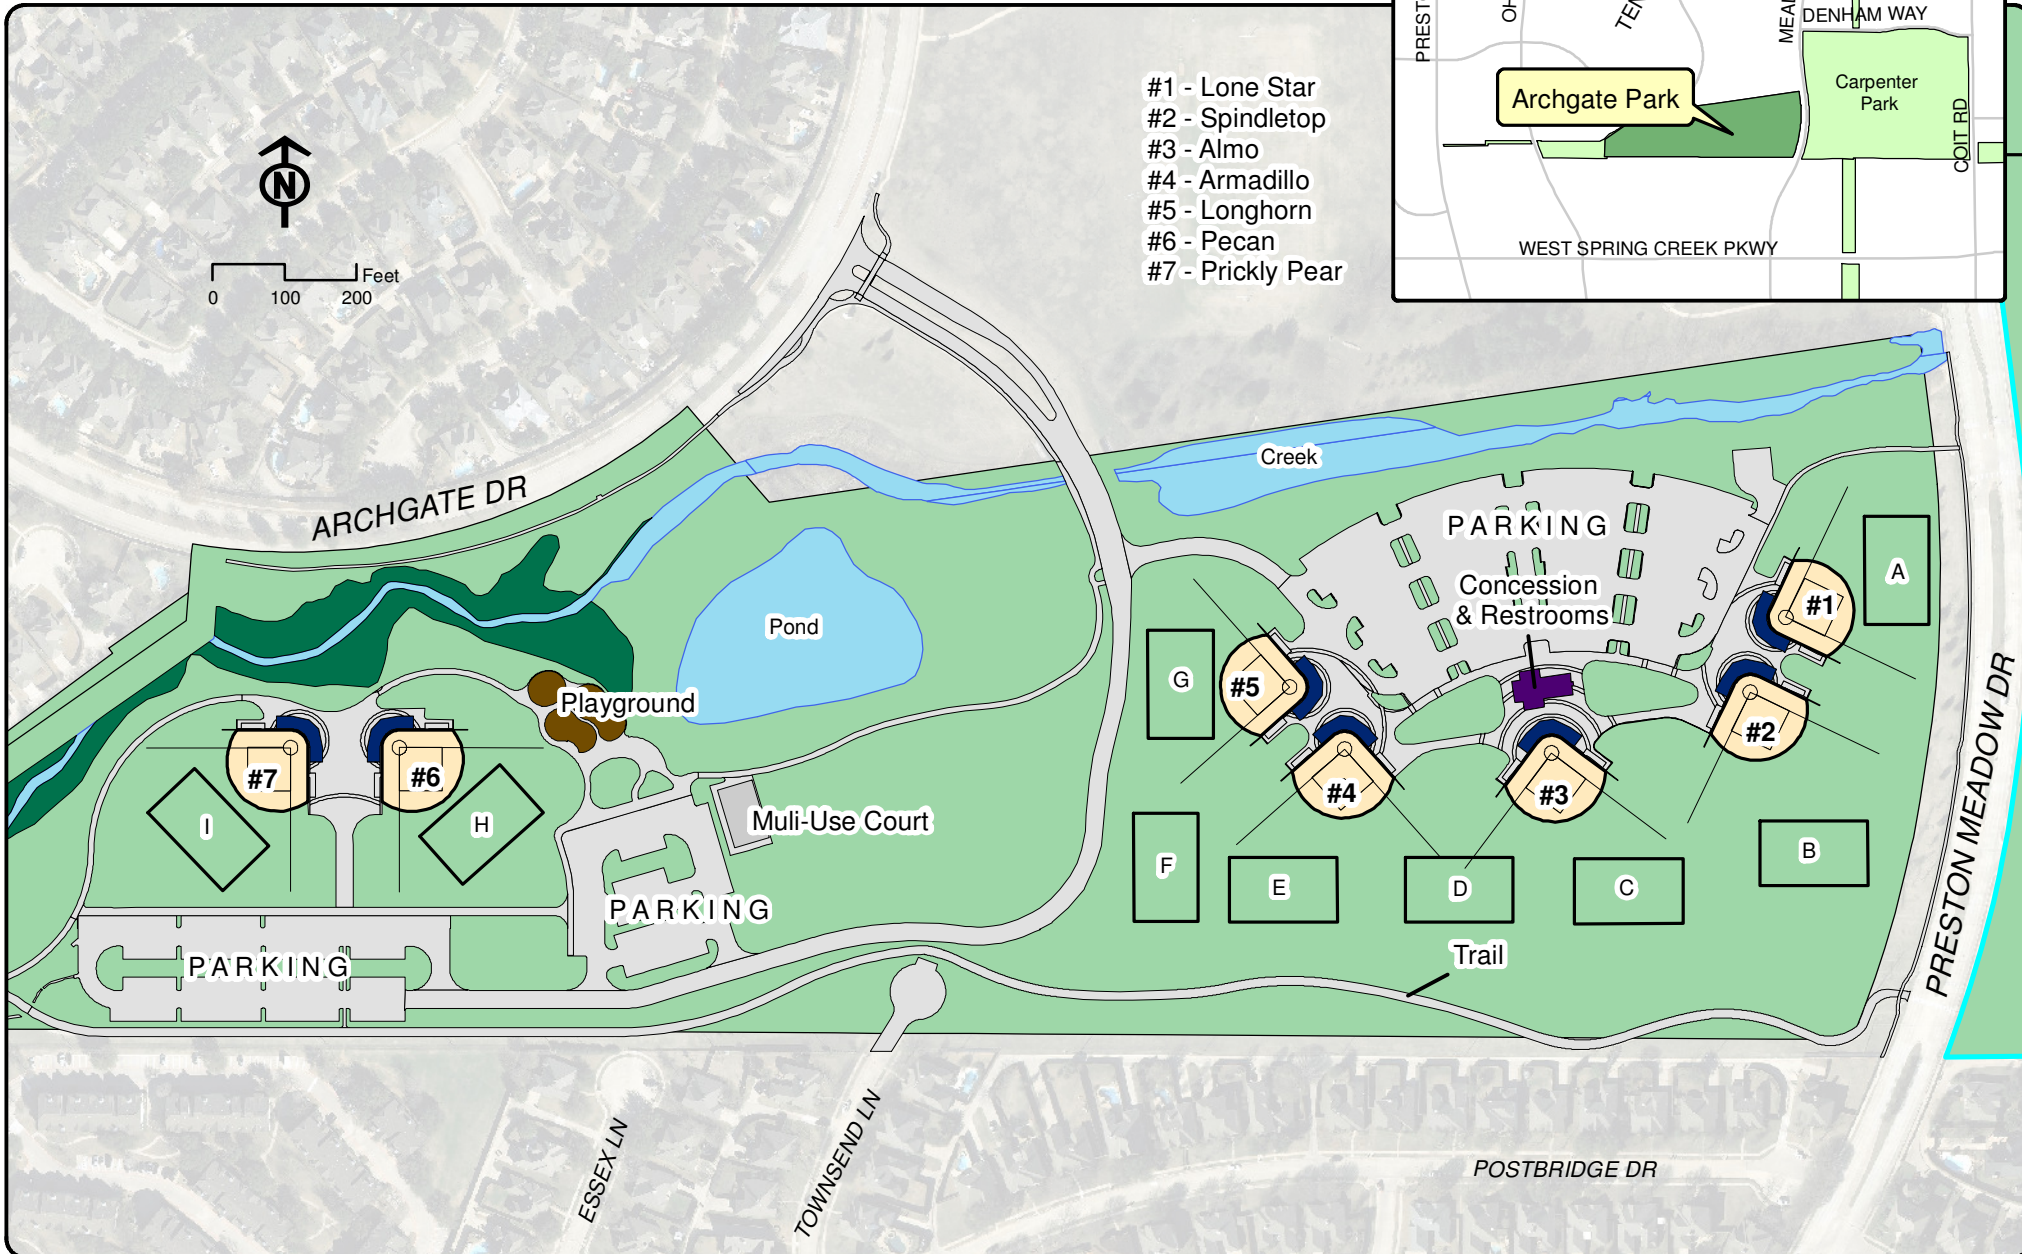 #1 - Lone Star
#2 - Spindletop
#3 - Almo
#4 - Armadillo
#5 - Longhorn
#6 - Pecan
#7 - Prickly Pear
DENHAM WAY
Carpenter
Park
Archgate Park
COIT RD
WEST SPRING CREEK PKWY
N
Feet
0 100 200
ARCHGATE DR
Creek
PARKING
Concession
& Restrooms
Pond
Playground
#1
#2
#3
#4
#5
#6
#7
A
B
C
D
E
F
G
H
I
Muli-Use Court
PARKING
PARKING
Trail
PRESTON MEADOW DR
ESSEX LN
TOWNSEND LN
POSTBRIDGE DR